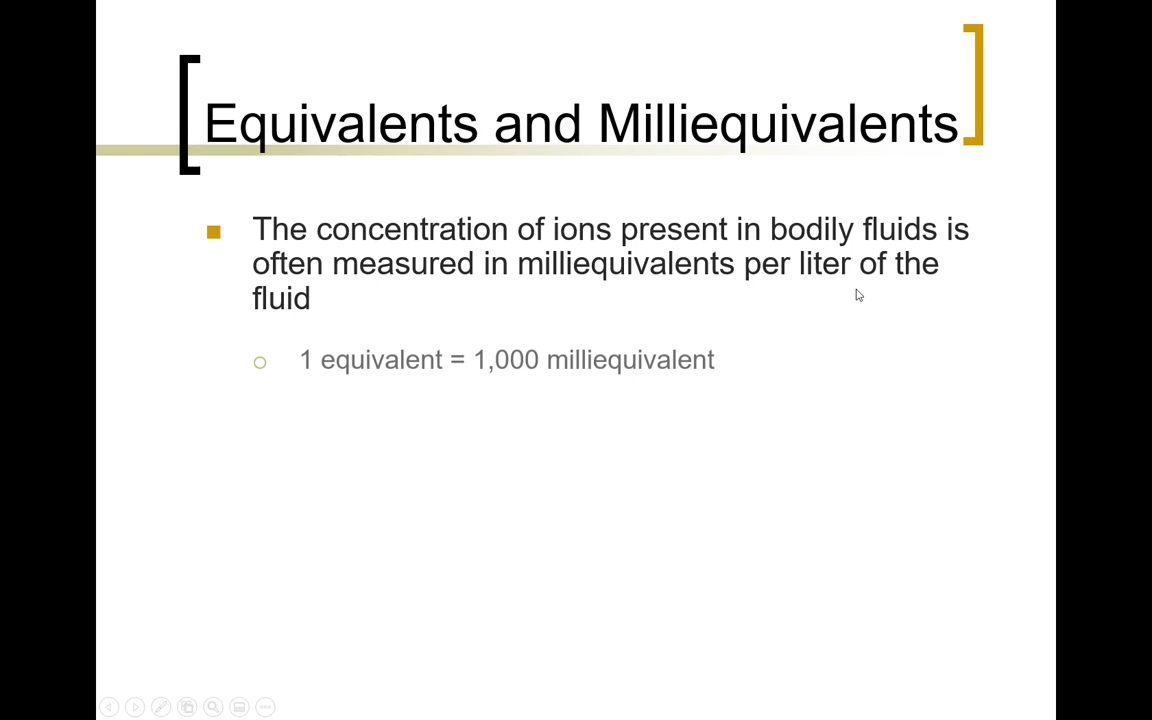 Equivalents and Milliequivalents
The concentration of ions present in bodily fluids is
often measured in milliequivalents per liter of the
fluid
1 equivalent = 1,000 milliequivalent